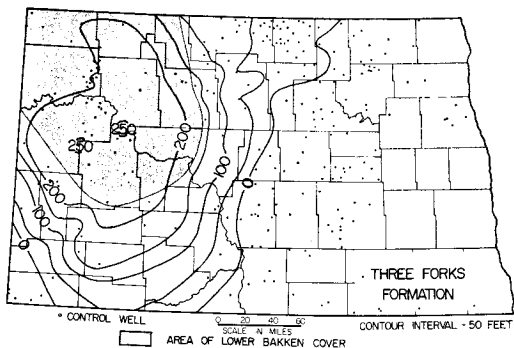 250
250
200
200
100
100
0
0
THREE FORKS
FORMATION
° CONTROL WELL
0 20 40 60
SCALE IN MILES
CONTOUR INTERVAL - 50 FEET
AREA OF LOWER BAKKEN COVER